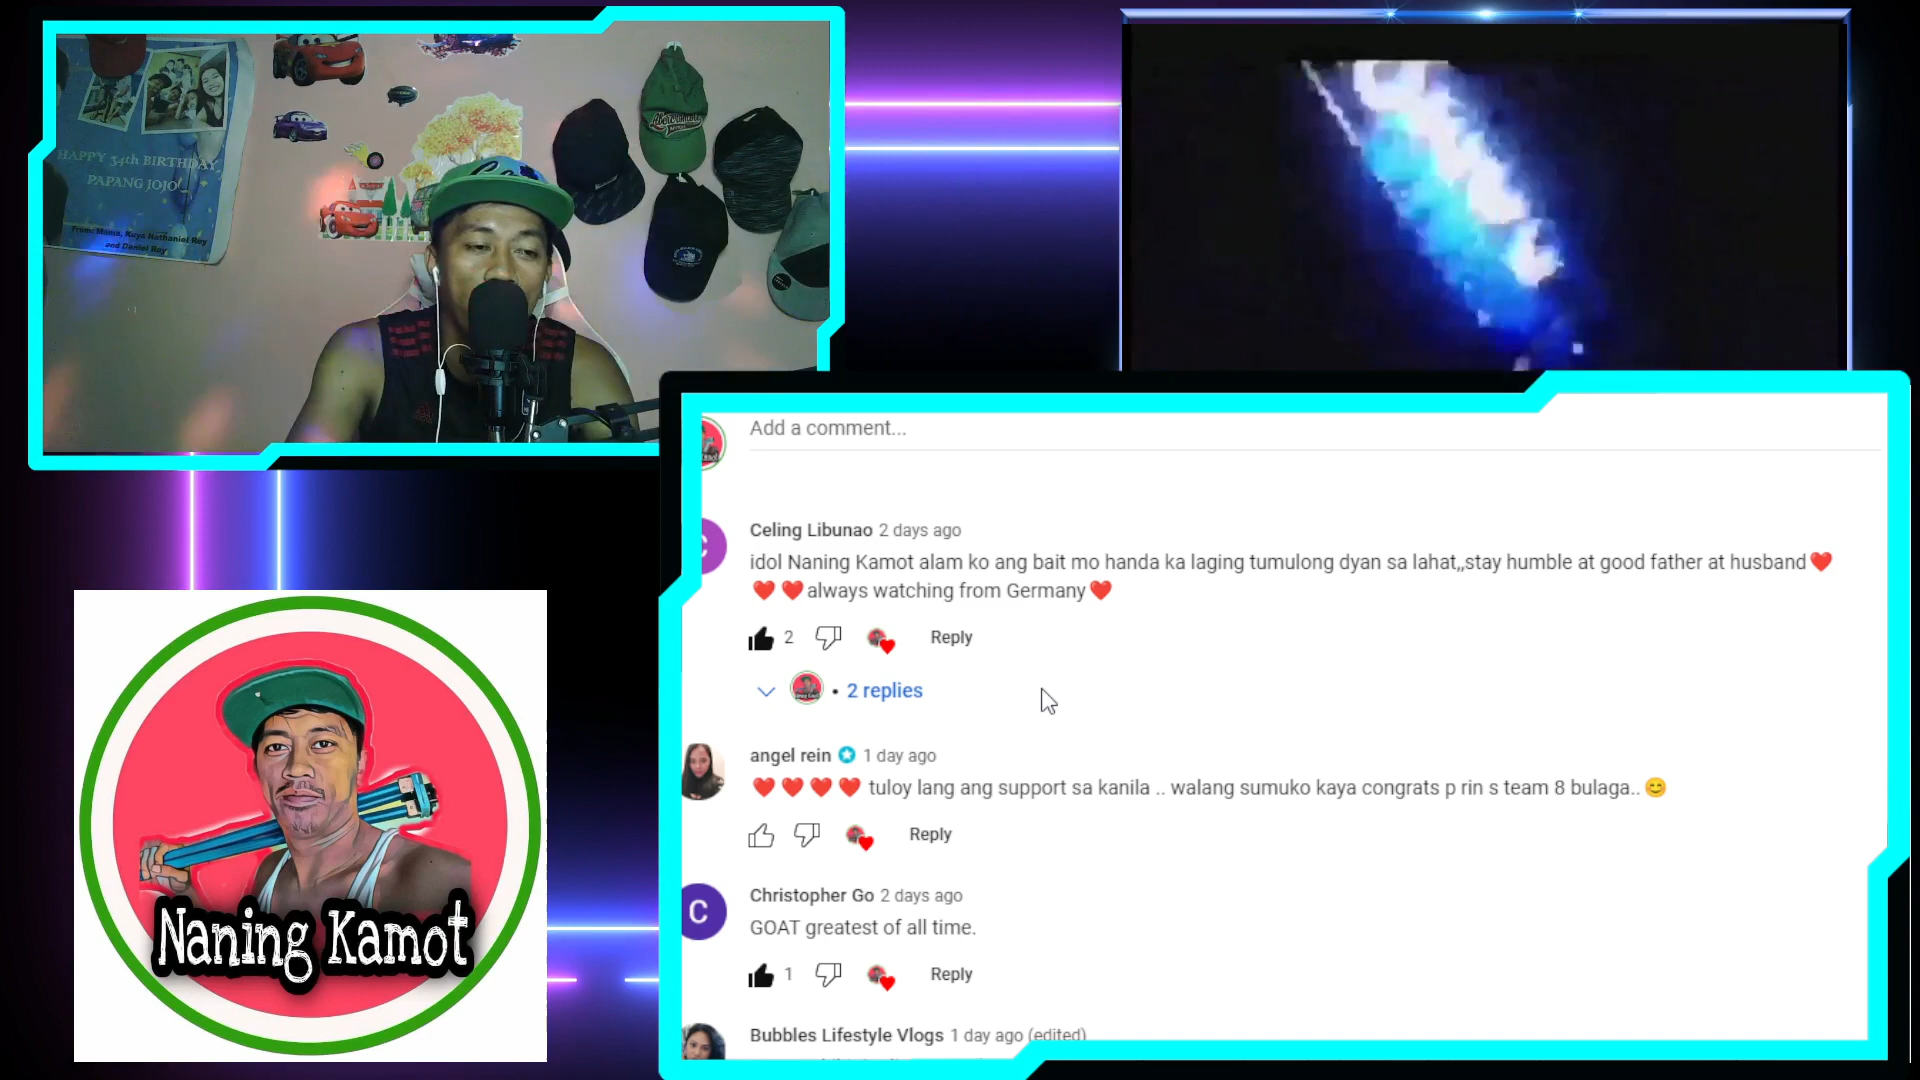 HAPPY 34th BIRTHDAY
PAPANG JOJO!
From: Mama, Kuya Nathaniel Roy
and Daniel Roy
Add a comment...
Celing Libunao 2 days ago
idol Naning Kamot alam ko ang bait mo handa ka laging tumulong dyan sa lahat,,stay humble at good father at husband❤️
❤️❤️always watching from Germany❤️
2
Reply
• 2 replies
angel rein 1 day ago
❤️❤️❤️❤️ tuloy lang ang support sa kanila .. walang sumuko kaya congrats p rin s team 8 bulaga.. 😊
Reply
C
Christopher Go 2 days ago
GOAT greatest of all time.
1
Reply
Bubbles Lifestyle Vlogs 1 day ago (edited)
Naning Kamot